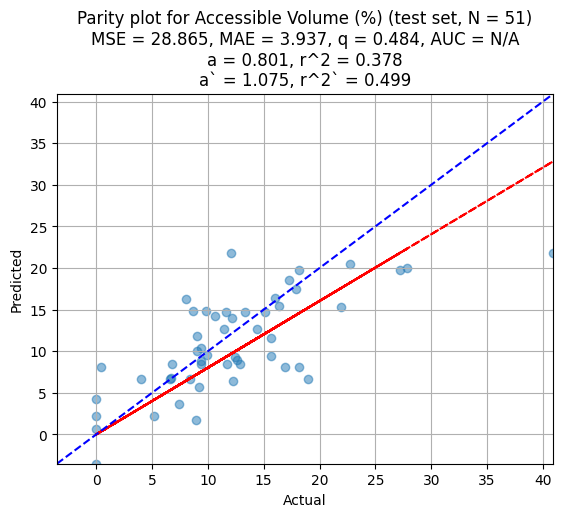 Parity plot for Accessible Volume (%) (test set, N = 51)
MSE = 28.865, MAE = 3.937, q = 0.484, AUC = N/A
a = 0.801, r^2 = 0.378
a` = 1.075, r^2` = 0.499
40
35
30
25
20
15
10
5
0
Predicted
0 5 10 15 20 25 30 35 40
Actual